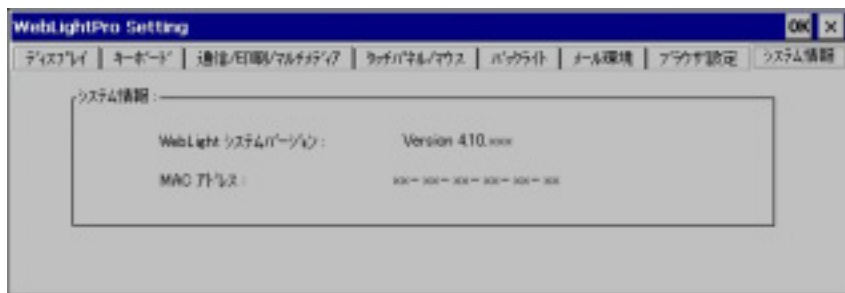 WebLightPro Setting OK ×
ディスプレイ キーボード 通信/印刷/マルチメディア タッチパネル/マウス バックライト メール環境 ブラウザ設定 システム情報
システム情報:
WebLight システムバージョン: Version 4.10.xxx
MAC アドレス: xx-xx-xx-xx-xx-xx